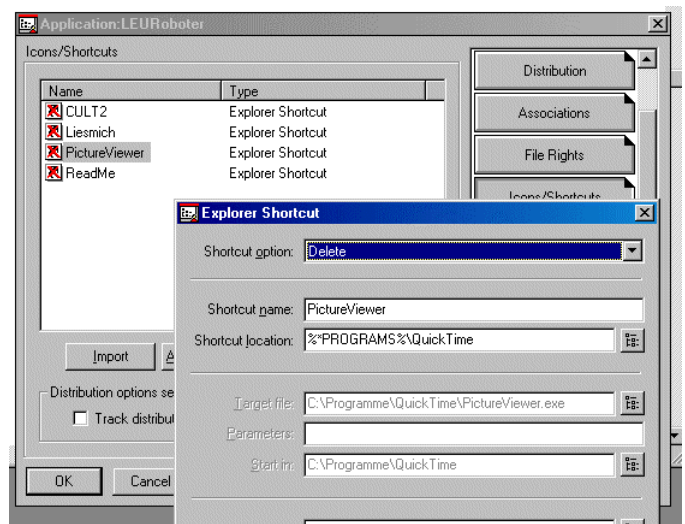 Application:LEURoboter
Icons/Shortcuts
Name Type
CULT2 Explorer Shortcut
Liesmich Explorer Shortcut
PictureViewer Explorer Shortcut
ReadMe Explorer Shortcut
Distribution
Associations
File Rights
Icons/Shortcuts
Explorer Shortcut
Shortcut option: Delete
Shortcut name: PictureViewer
Shortcut location: %*PROGRAMS%\QuickTime
Target file: C:\Programme\QuickTime\PictureViewer.exe
Parameters:
Start in: C:\Programme\QuickTime
Import A
Distribution options se
Track distribut
OK Cancel